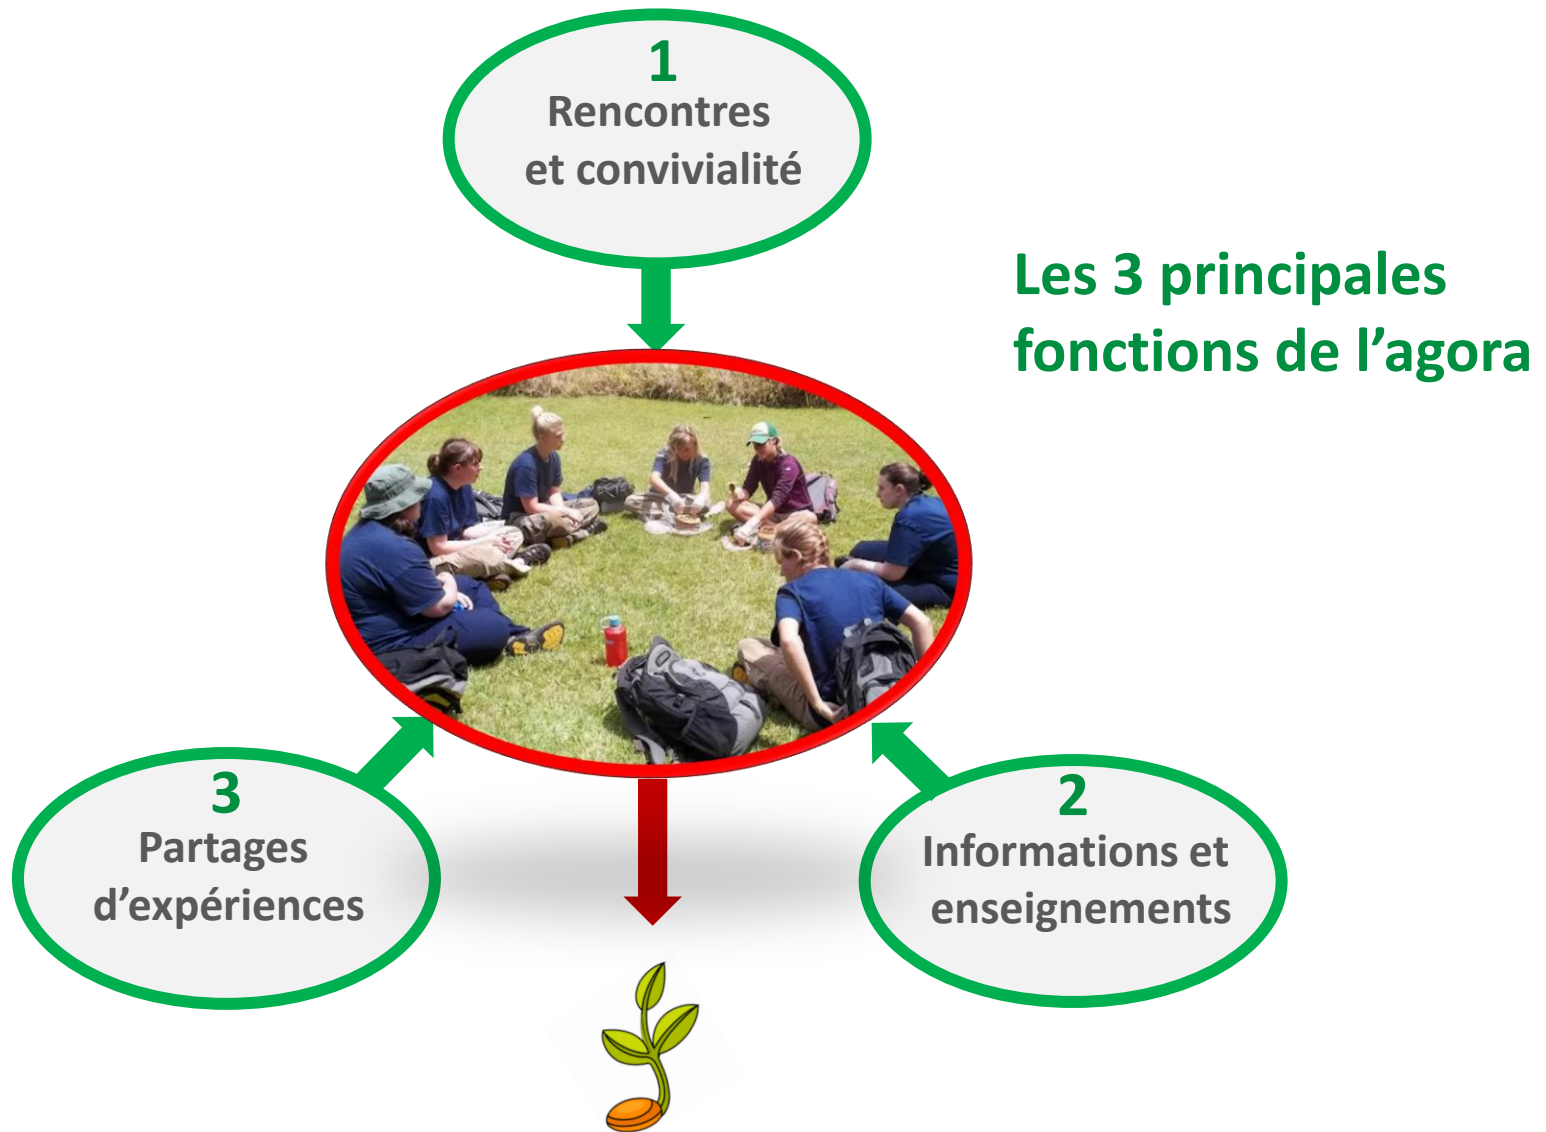 1
Rencontres
et convivialité
Les 3 principales
fonctions de l’agora
3
Partages
d’expériences
2
Informations et
enseignements